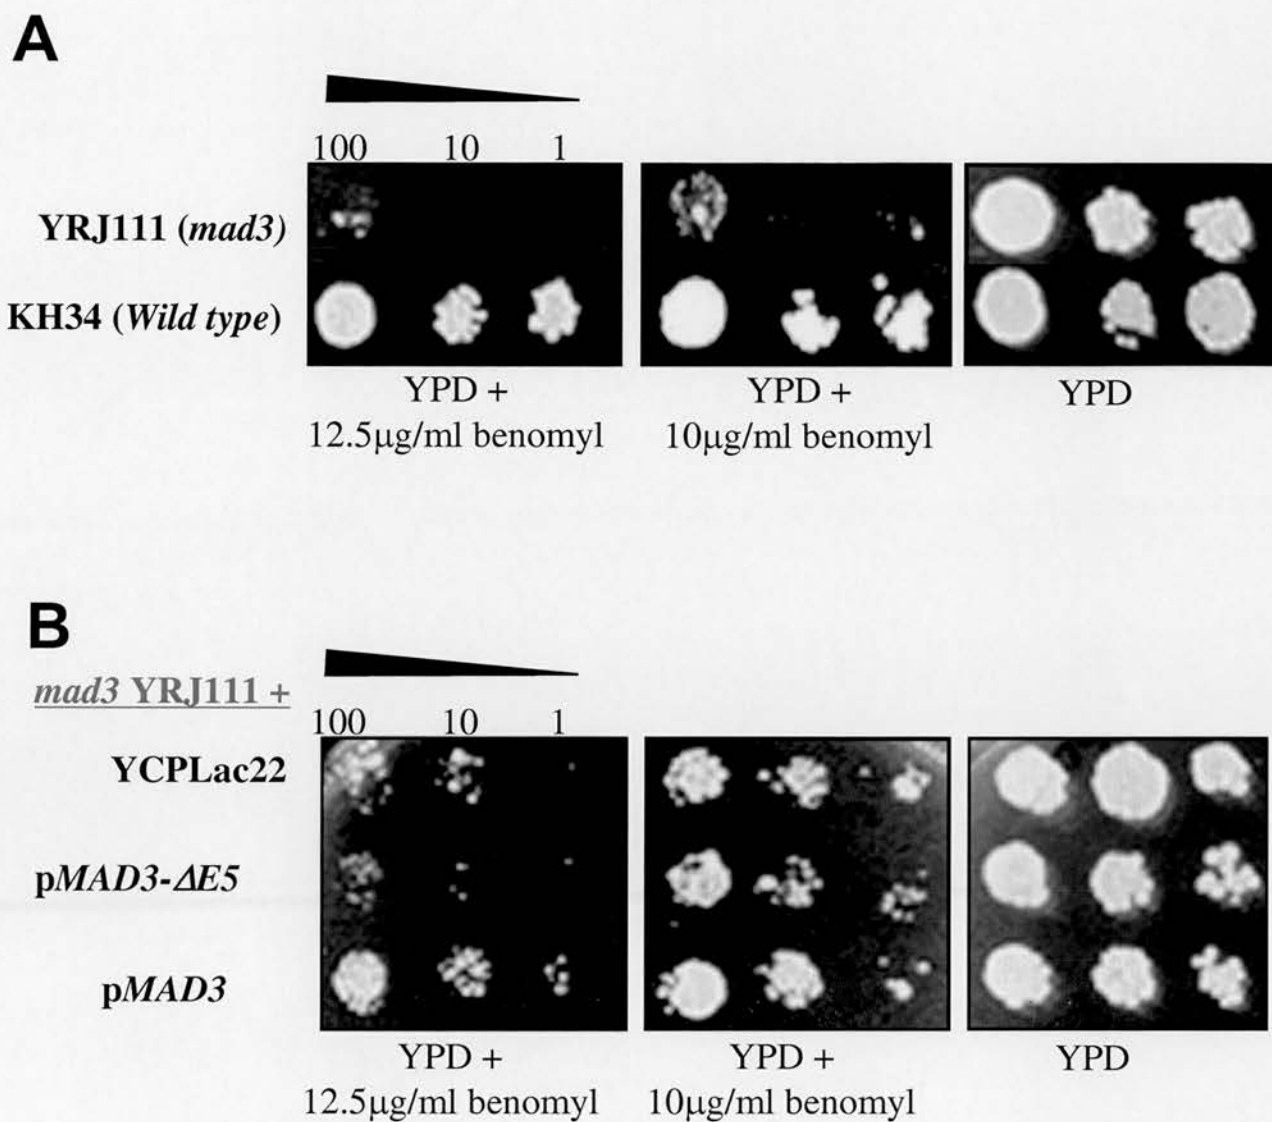 A
100 10 1
YRJ111 (mad3)
KH34 (Wild type)
YPD +
12.5µg/ml benomyl
YPD +
10µg/ml benomyl
YPD
B
mad3 YRJ111 +
100 10 1
YCPLac22
pMAD3-ΔE5
pMAD3
YPD +
12.5µg/ml benomyl
YPD +
10µg/ml benomyl
YPD